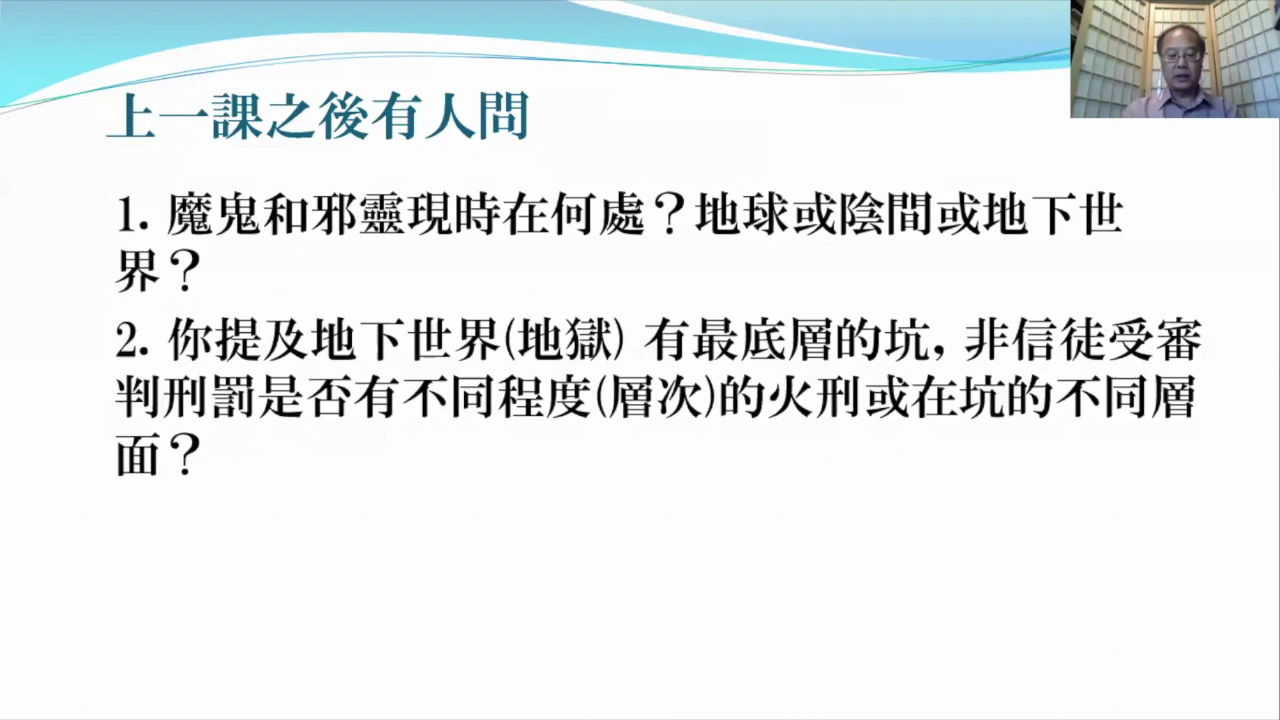 上一課之後有人問
1. 魔鬼和邪靈現時在何處？地球或陰間或地下世
界？
2. 你提及地下世界(地獄) 有最底層的坑, 非信徒受審
判刑罰是否有不同程度(層次)的火刑或在坑的不同層
面？